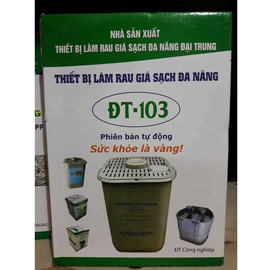 NHÀ SẢN XUẤT
THIẾT BỊ LÀM RAU GIÁ SẠCH ĐA NĂNG ĐẠI TRUNG
THIẾT BỊ LÀM RAU GIÁ SẠCH ĐA NĂNG
ĐT-103
Phiên bản tự động
Sức khỏe là vàng!
ĐT Công nghiệp